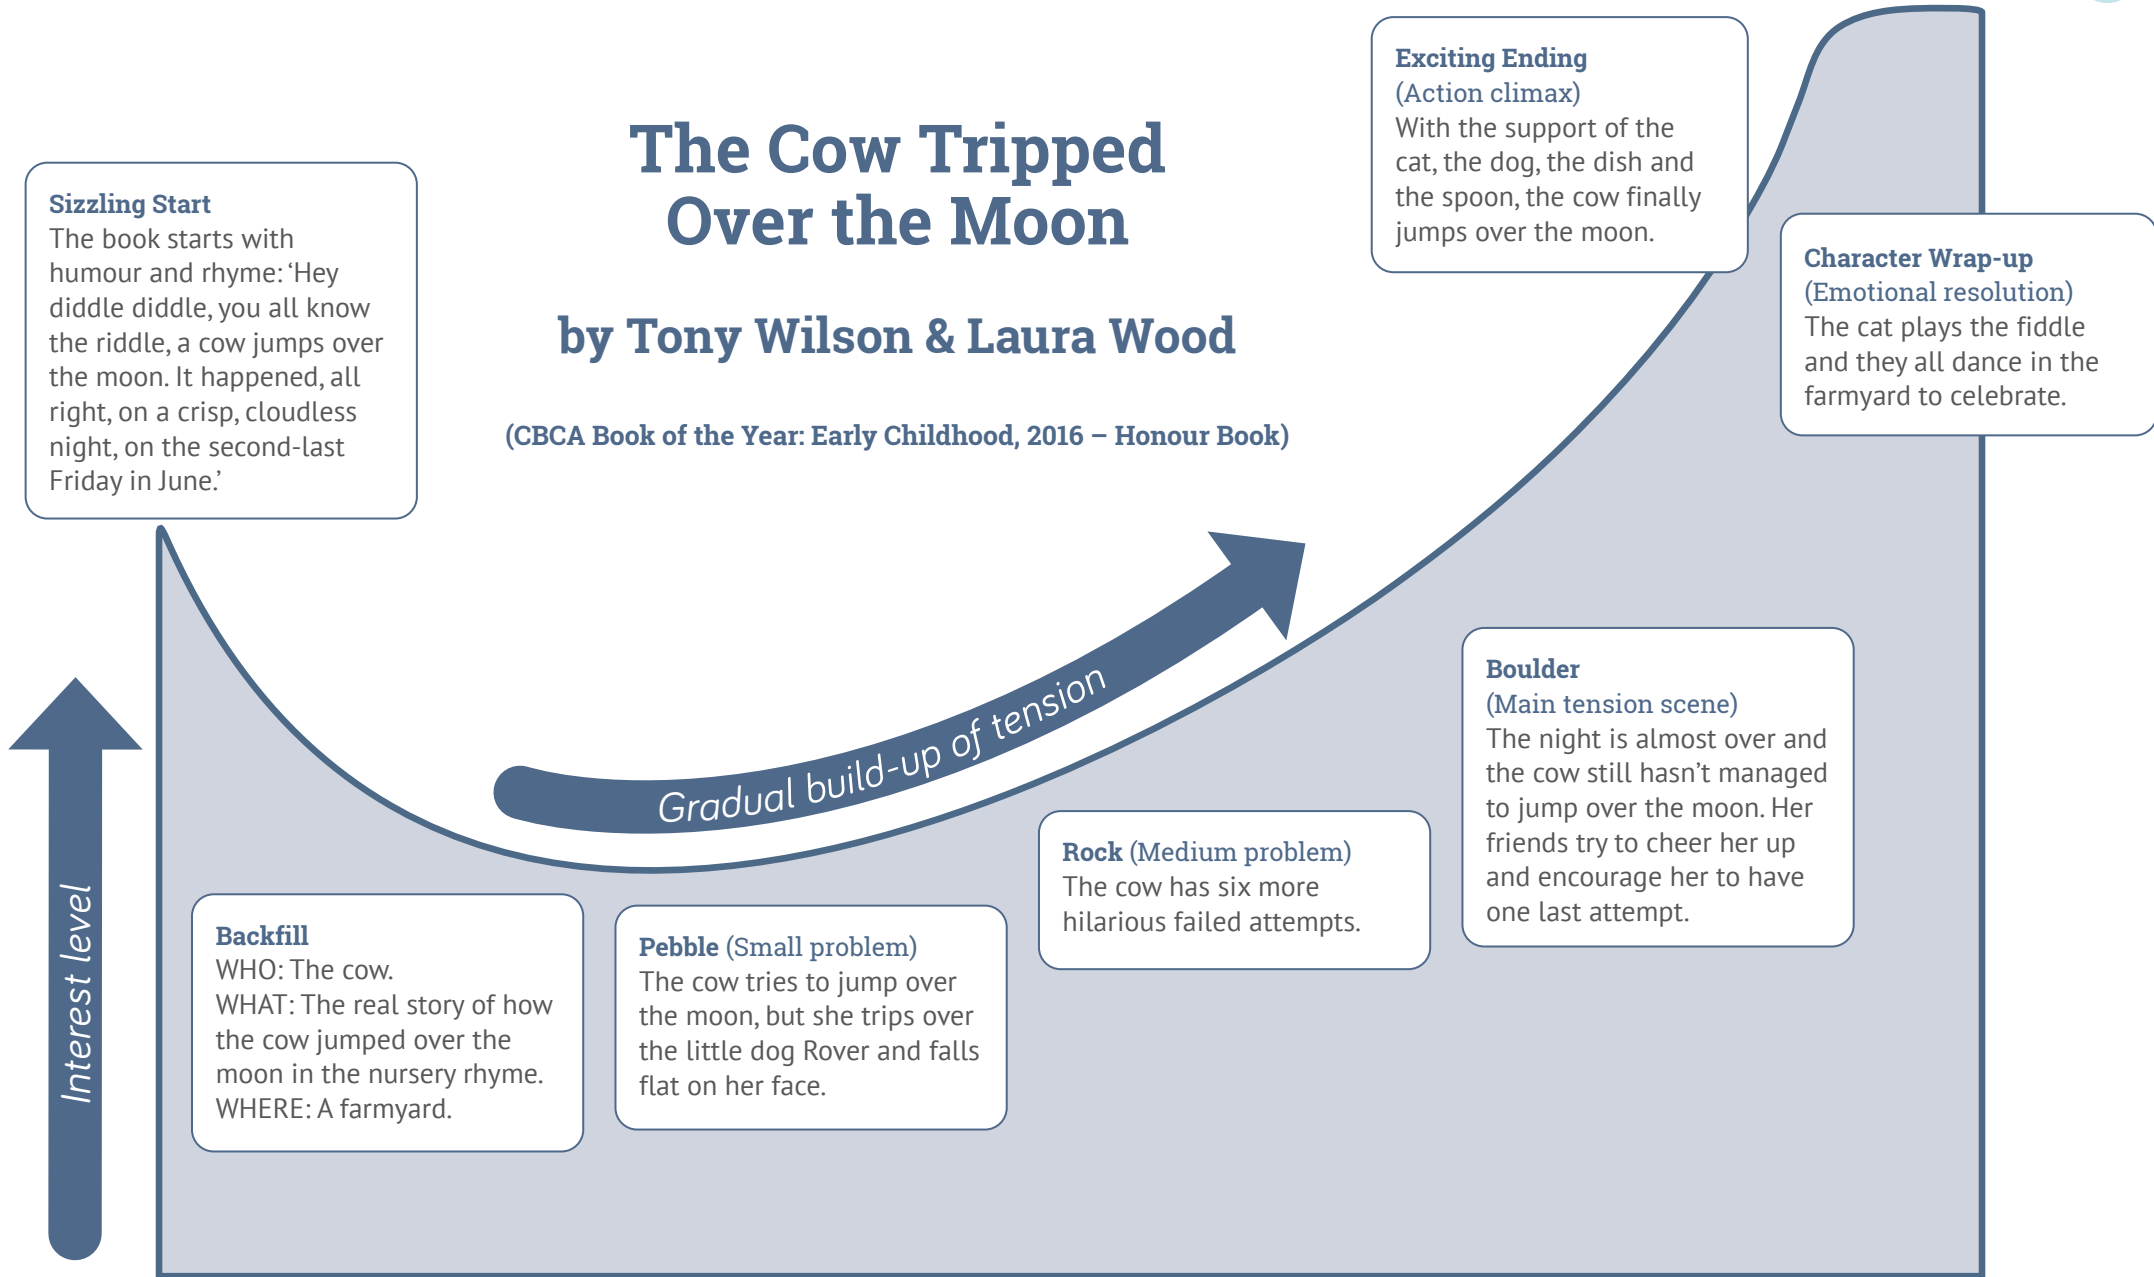 The Cow Tripped
Over the Moon
by Tony Wilson & Laura Wood
(CBCA Book of the Year: Early Childhood, 2016 – Honour Book)
Sizzling Start
The book starts with
humour and rhyme: ‘Hey
diddle diddle, you all know
the riddle, a cow jumps over
the moon. It happened, all
right, on a crisp, cloudless
night, on the second-last
Friday in June.’
Interest level
Backfill
WHO: The cow.
WHAT: The real story of how
the cow jumped over the
moon in the nursery rhyme.
WHERE: A farmyard.
Gradual build-up of tension
Pebble (Small problem)
The cow tries to jump over
the moon, but she trips over
the little dog Rover and falls
flat on her face.
Rock (Medium problem)
The cow has six more
hilarious failed attempts.
Boulder
(Main tension scene)
The night is almost over and
the cow still hasn’t managed
to jump over the moon. Her
friends try to cheer her up
and encourage her to have
one last attempt.
Exciting Ending
(Action climax)
With the support of the
cat, the dog, the dish and
the spoon, the cow finally
jumps over the moon.
Character Wrap-up
(Emotional resolution)
The cat plays the fiddle
and they all dance in the
farmyard to celebrate.